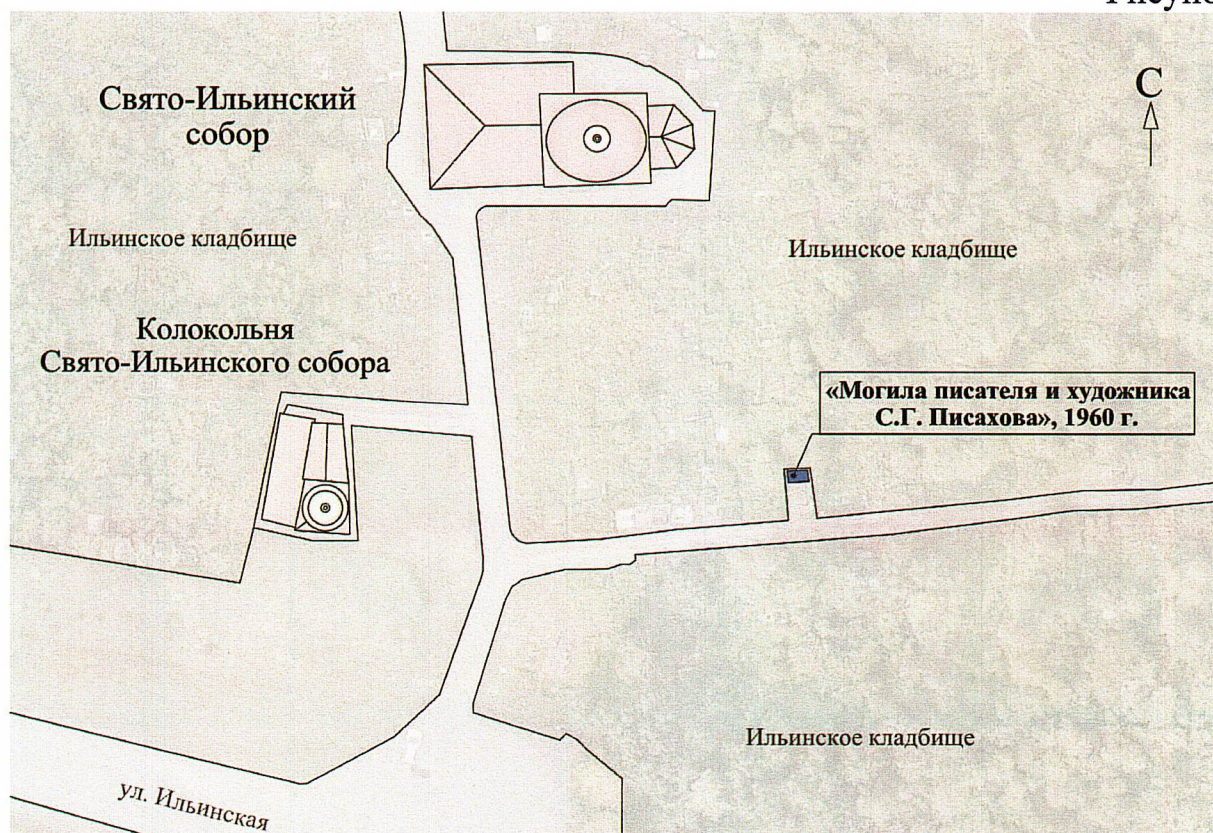 Свято-Ильинский
собор
С
Ильинское кладбище
Ильинское кладбище
Колокольня
Свято-Ильинского собора
«Могила писателя и художника
С.Г. Писахова», 1960 г.
Ильинское кладбище
ул. Ильинская